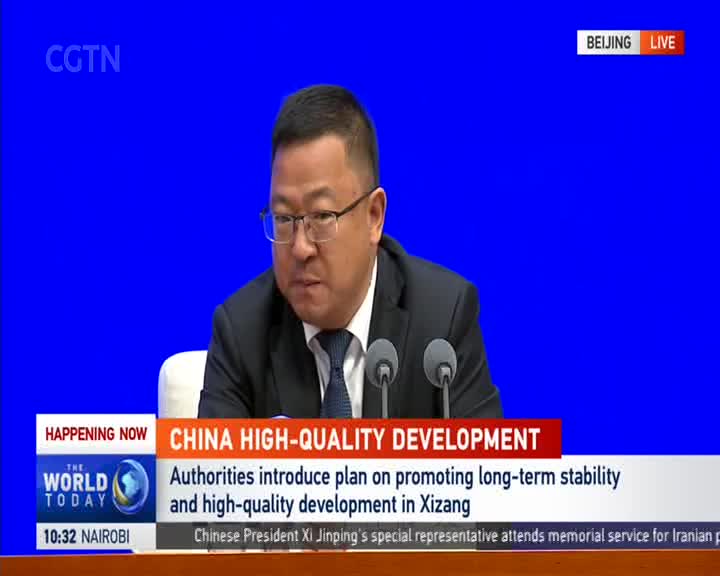 CGTN
BEIJING LIVE
HAPPENING NOW
CHINA HIGH-QUALITY DEVELOPMENT
THE
WORLD
TODAY
Authorities introduce plan on promoting long-term stability
and high-quality development in Xizang
10:32 NAIROBI
Chinese President Xi Jinping's special representative attends memorial service for Iranian p